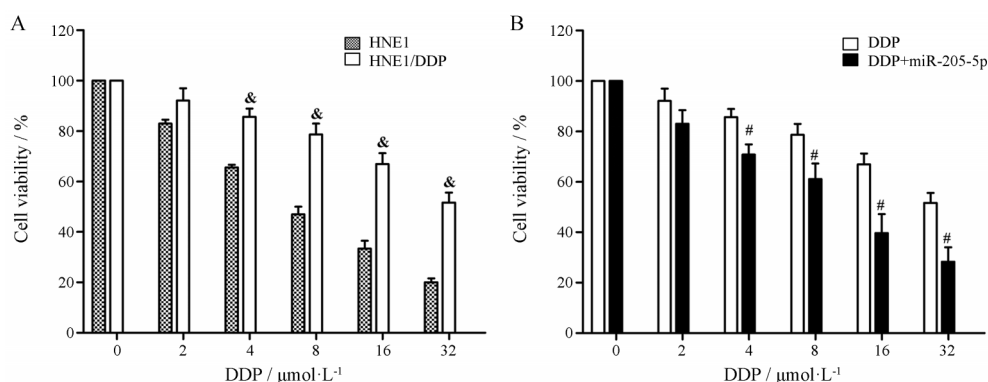 A
120
100
80
60
40
20
0
Cell viability / %
HNE1
HNE1/DDP
&
&
&
&
0 2 4 8 16 32
DDP / μmol·L⁻¹
B
120
100
80
60
40
20
0
Cell viability / %
DDP
DDP+miR-205-5p
#
#
#
#
0 2 4 8 16 32
DDP / μmol·L⁻¹